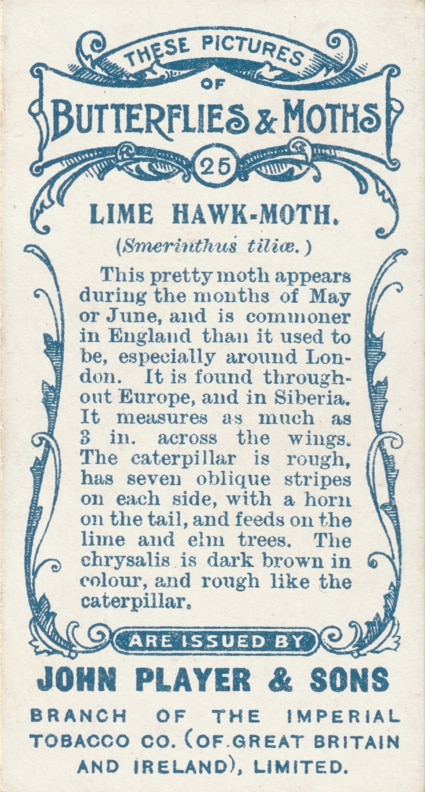 THESE PICTURES
OF
BUTTERFLIES & MOTHS
25
LIME HAWK-MOTH.
(Smerinthus tiliæ.)
This pretty moth appears
during the months of May
or June, and is commoner
in England than it used to
be, especially around Lon-
don. It is found through-
out Europe, and in Siberia.
It measures as much as
3 in. across the wings.
The caterpillar is rough,
has seven oblique stripes
on each side, with a horn
on the tail, and feeds on the
lime and elm trees. The
chrysalis is dark brown in
colour, and rough like the
caterpillar.
ARE ISSUED BY
JOHN PLAYER & SONS
BRANCH OF THE IMPERIAL
TOBACCO CO. (OF GREAT BRITAIN
AND IRELAND), LIMITED.